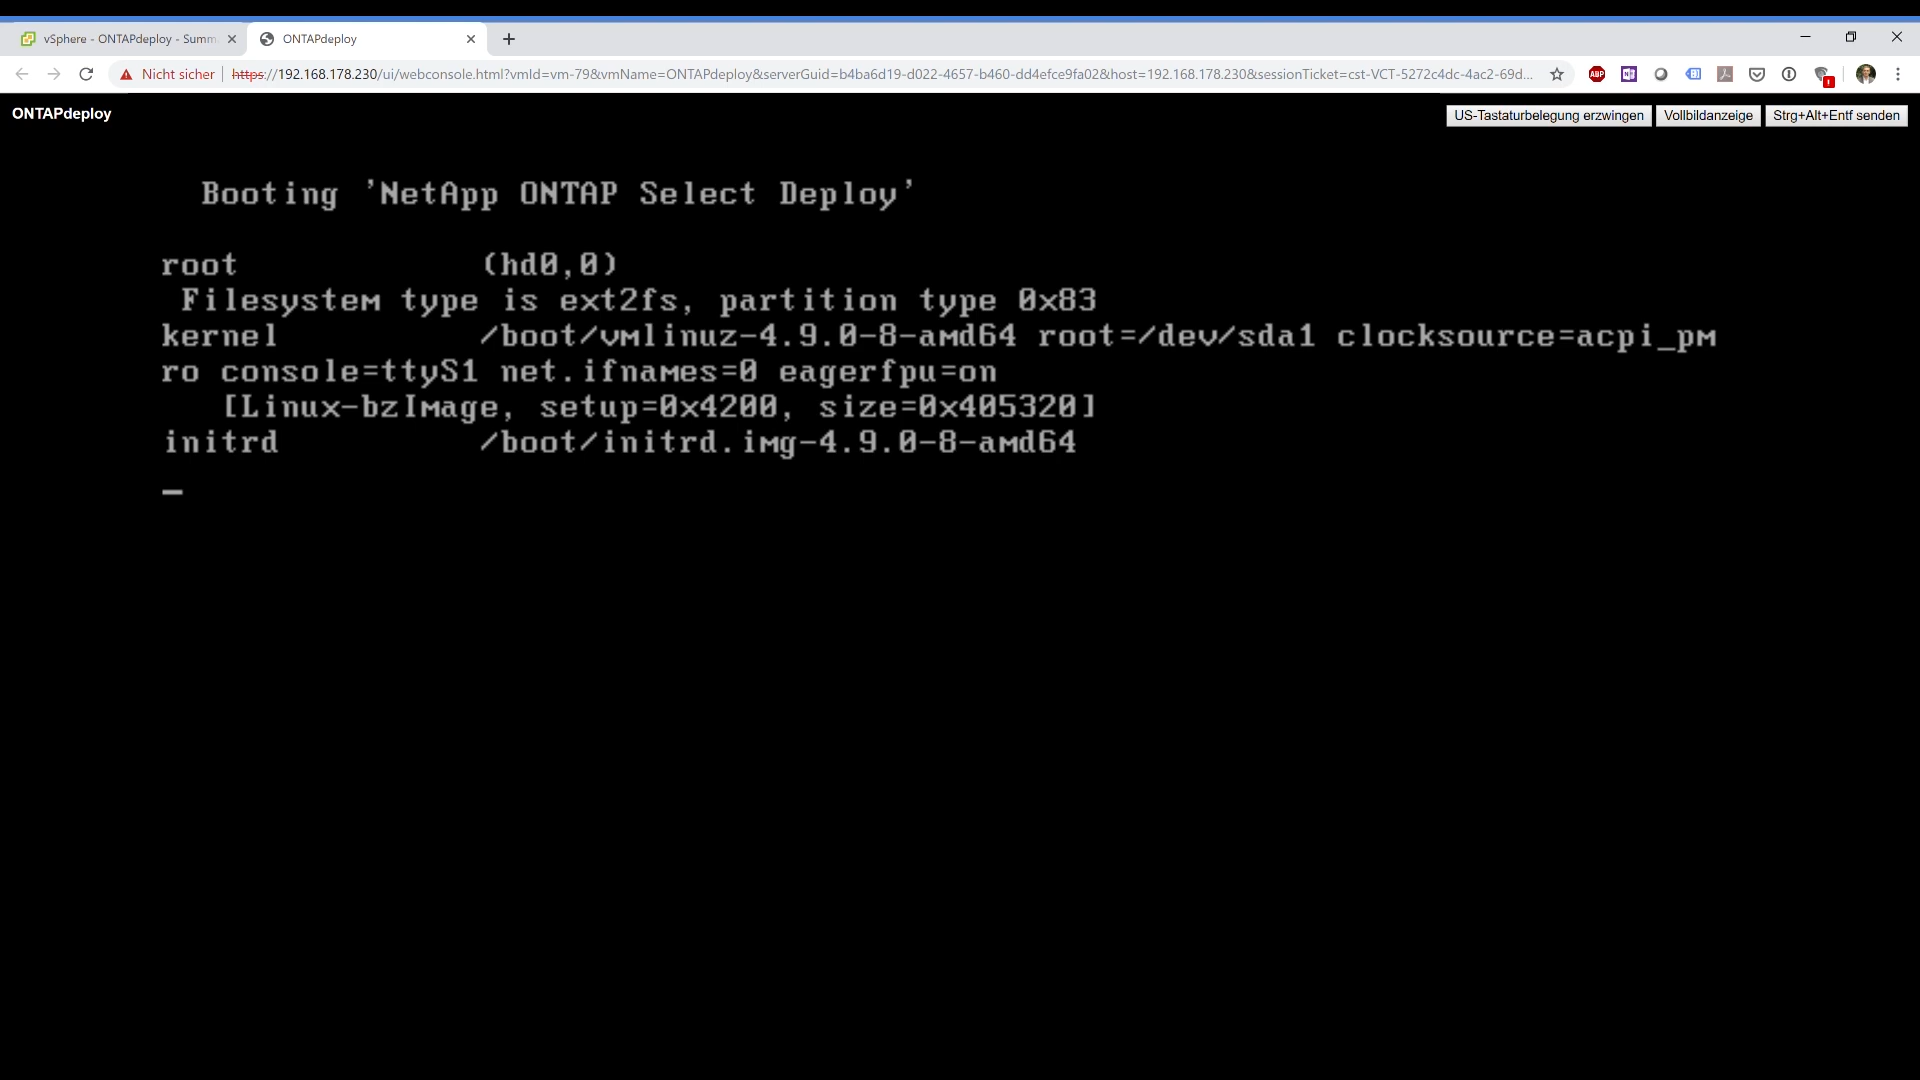 vSphere - ONTAPdeploy - Summ
ONTAPdeploy
Nicht sicher | https://192.168.178.230/ui/webconsole.html?vmId=vm-79&vmName=ONTAPdeploy&serverGuid=b4ba6d19-d022-4657-b460-dd4efce9fa02&host=192.168.178.230&sessionTicket=cst-VCT-5272c4dc-4ac2-69d...
ABP
ONTAPdeploy
US-Tastaturbelegung erzwingen
Vollbildanzeige
Strg+Alt+Entf senden
Booting 'NetApp ONTAP Select Deploy'
root (hd0,0)
Filesystem type is ext2fs, partition type 0x83
kernel /boot/vmlinuz-4.9.0-8-amd64 root=/dev/sda1 clocksource=acpi_pm
ro console=ttyS1 net.ifnames=0 eagerfpu=on
[Linux-bzImage, setup=0x4200, size=0x405320]
initrd /boot/initrd.img-4.9.0-8-amd64
_